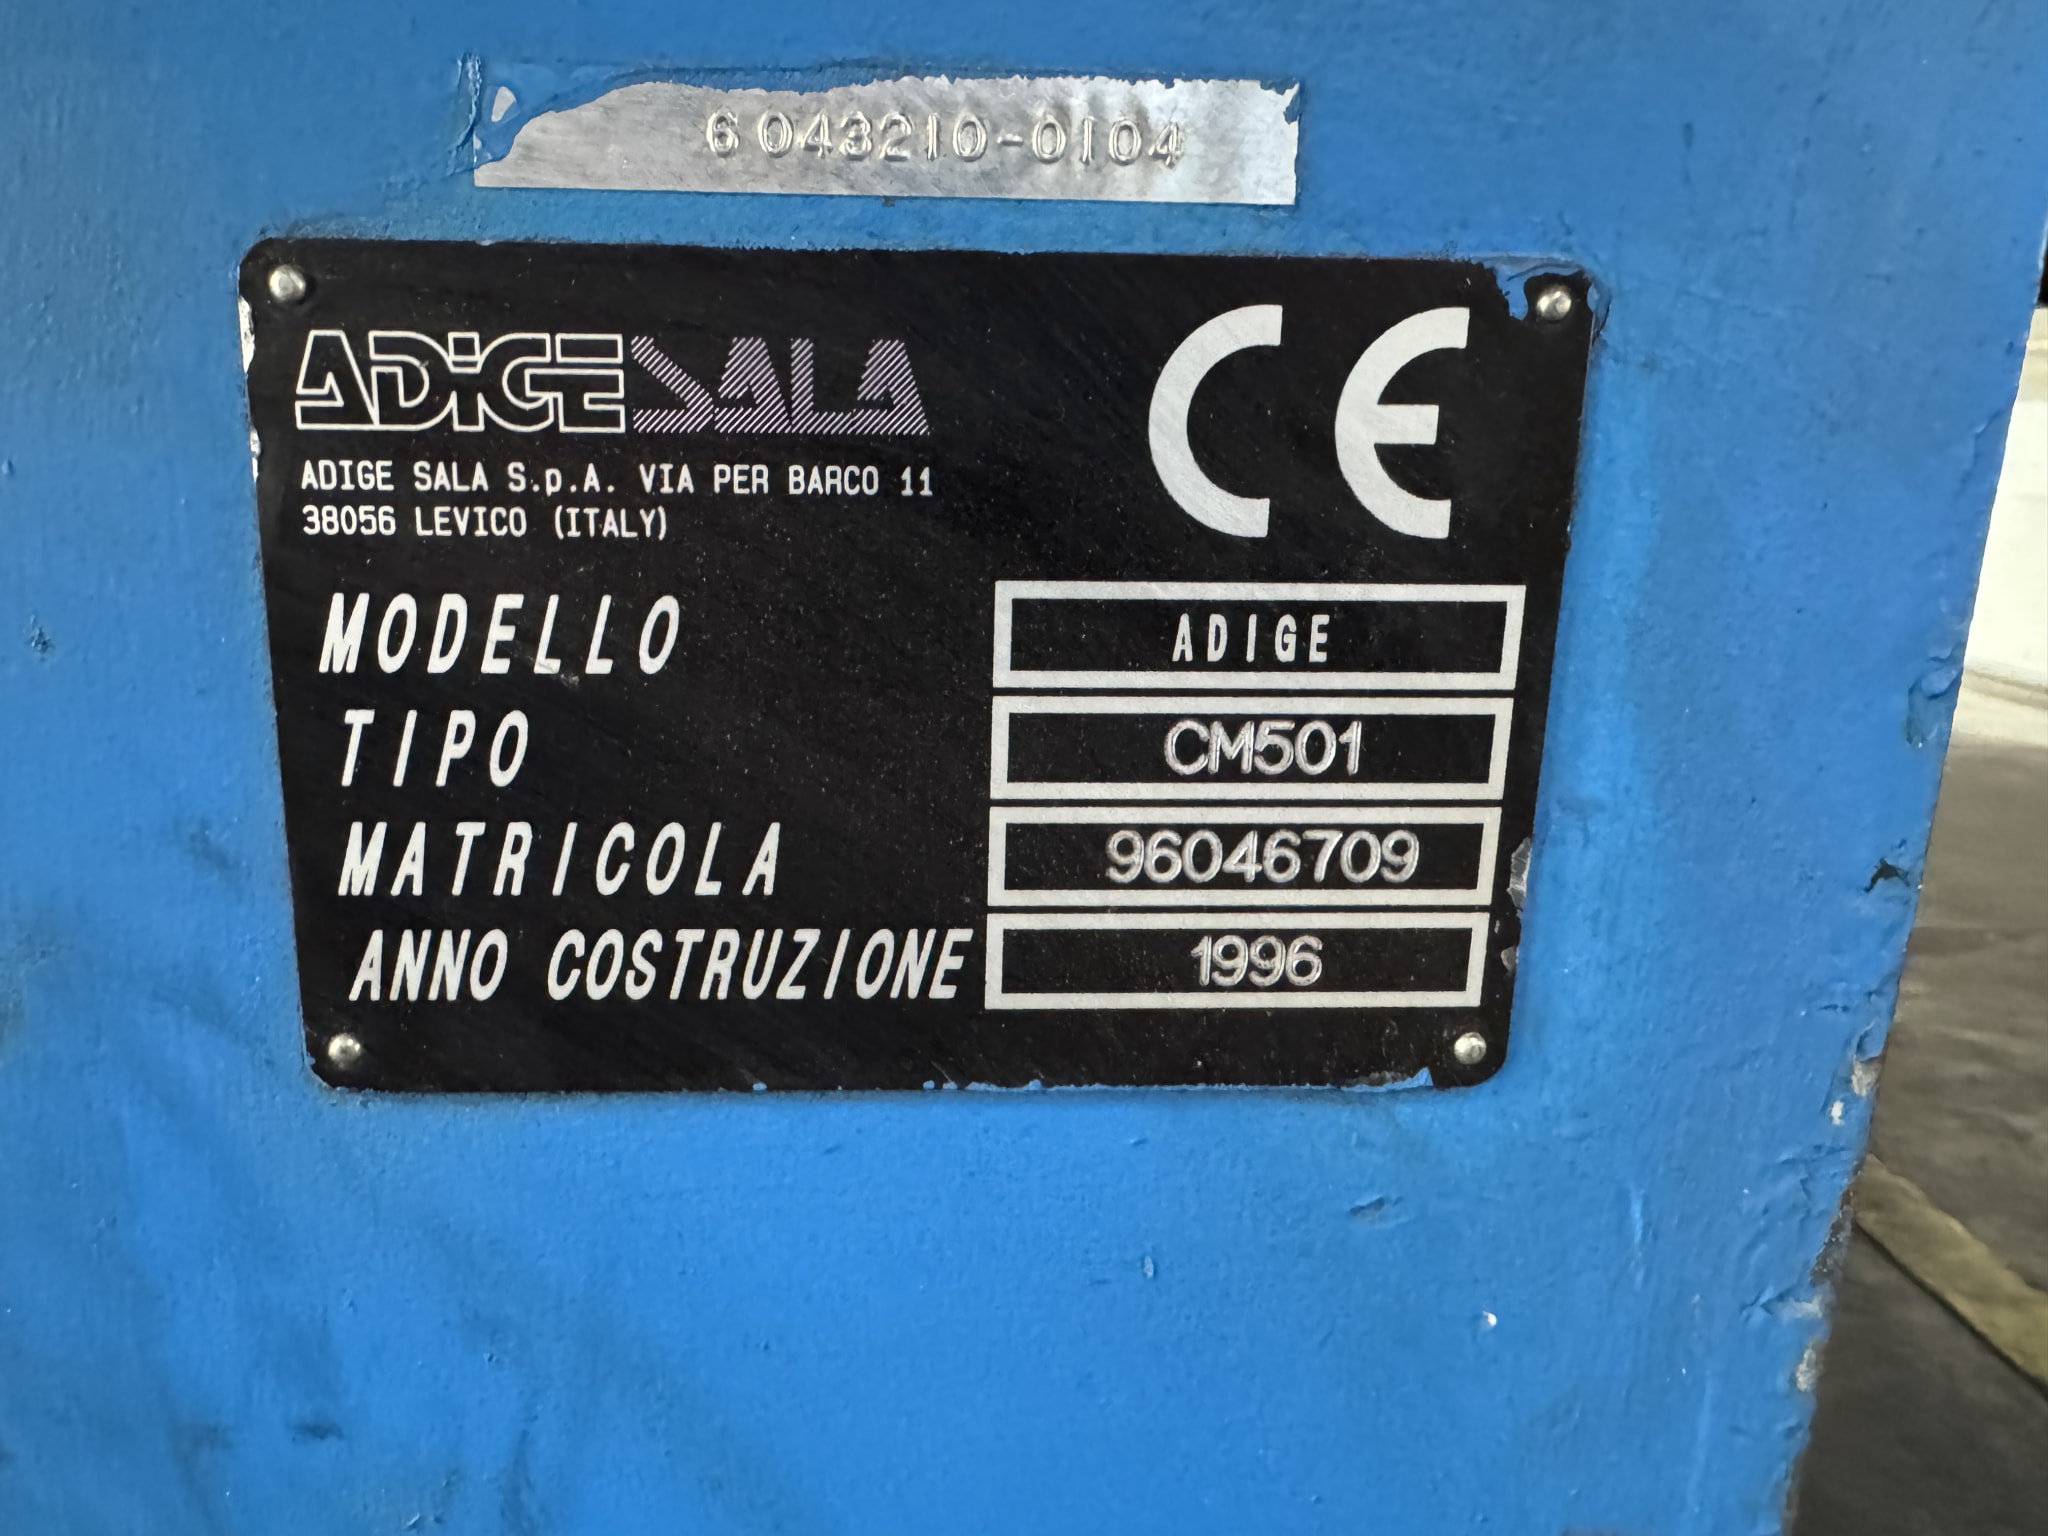 6 043210-0104
ADIGE SALA
CE
ADIGE SALA S.p.A. VIA PER BARCO 11
38056 LEVICO (ITALY)
MODELLO ADIGE
TIPO CM501
MATRICOLA 96046709
ANNO COSTRUZIONE 1996